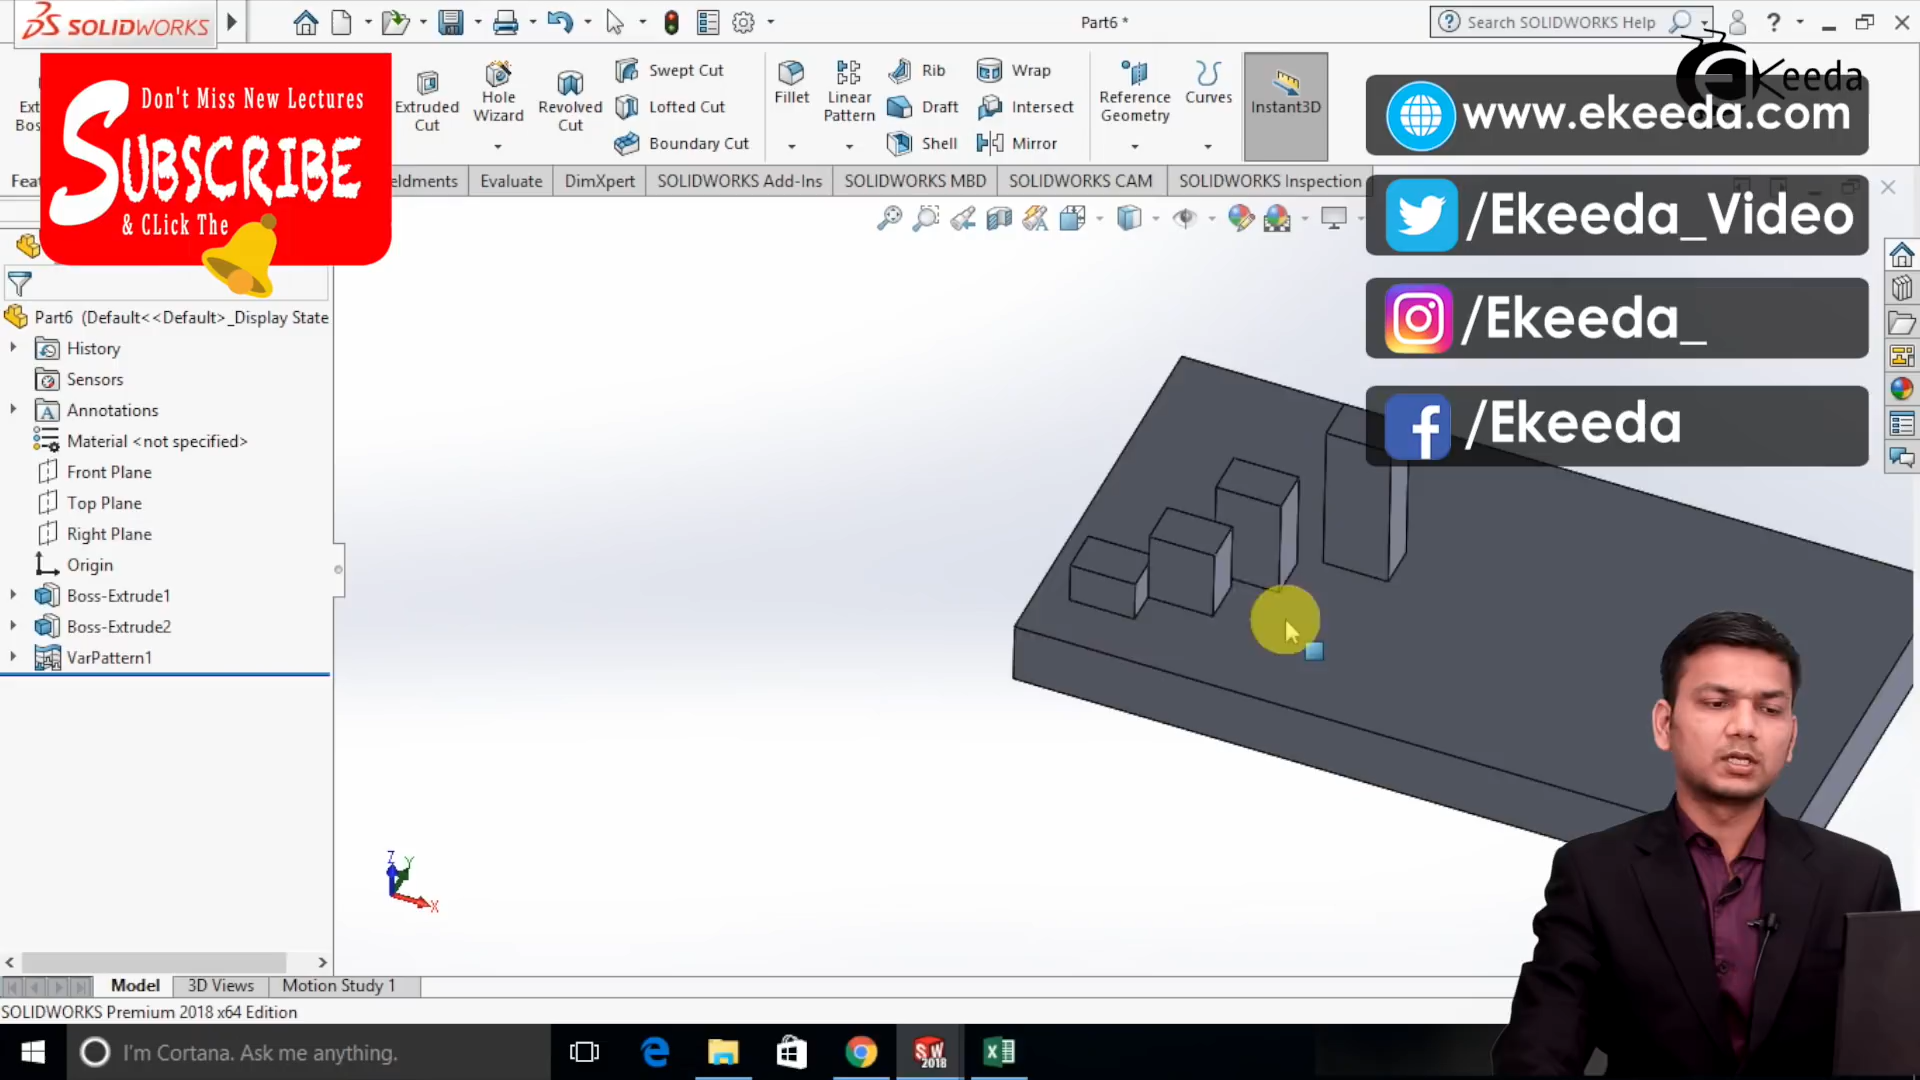 SOLIDWORKS
Part6 *
Search SOLIDWORKS Help
?
Don't Miss New Lectures
SUBSCRIBE
& CLick The
Extruded Cut
Hole Wizard
Revolved Cut
Swept Cut
Lofted Cut
Boundary Cut
Fillet
Linear Pattern
Rib
Draft
Shell
Wrap
Intersect
Mirror
Reference Geometry
Curves
Instant3D
Ekeeda
www.ekeeda.com
/Ekeeda_Video
/Ekeeda_
/Ekeeda
Evaluate
DimXpert
SOLIDWORKS Add-Ins
SOLIDWORKS MBD
SOLIDWORKS CAM
SOLIDWORKS Inspection
Part6 (Default<<Default>_Display State
History
Sensors
Annotations
Material <not specified>
Front Plane
Top Plane
Right Plane
Origin
Boss-Extrude1
Boss-Extrude2
VarPattern1
Z
Y
X
Model
3D Views
Motion Study 1
SOLIDWORKS Premium 2018 x64 Edition
I'm Cortana. Ask me anything.
SW
2018